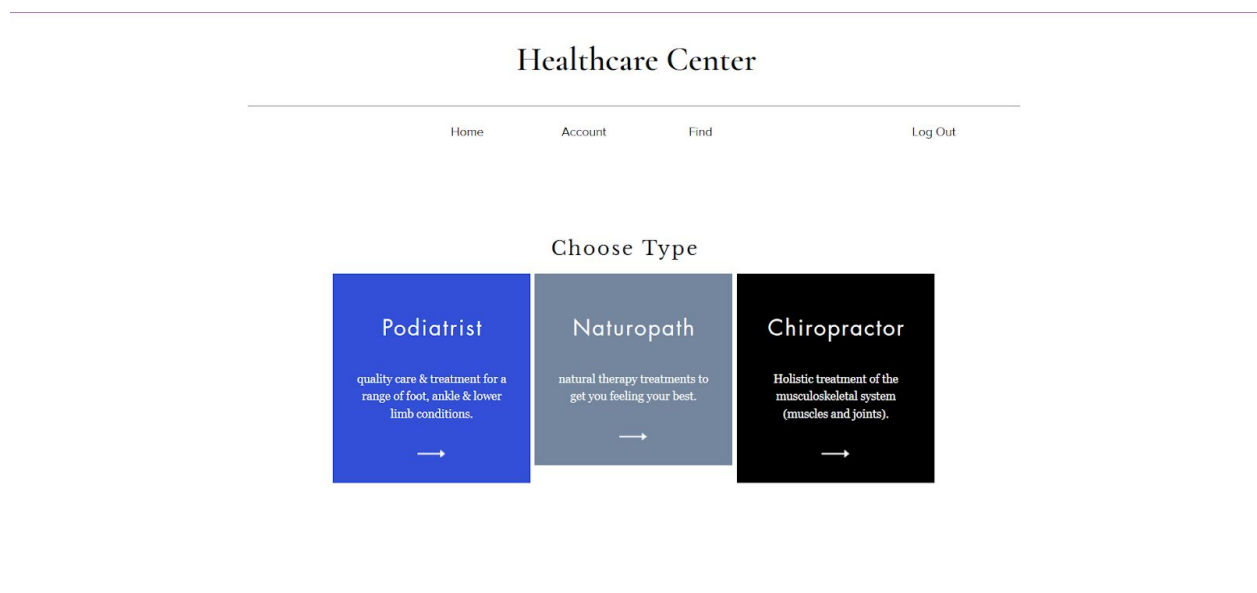 Healthcare Center
Home Account Find Log Out
Choose Type
Podiatrist
quality care & treatment for a
range of foot, ankle & lower
limb conditions.
Naturopath
natural therapy treatments to
get you feeling your best.
Chiropractor
Holistic treatment of the
musculoskeletal system
(muscles and joints).